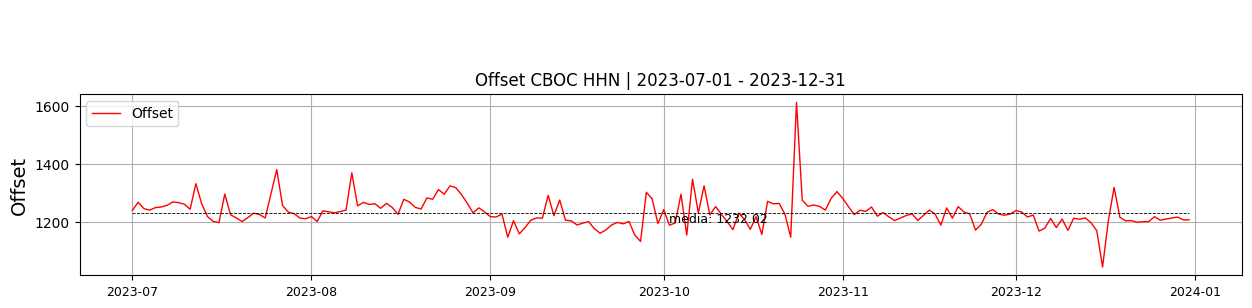 Offset CBOC HHN | 2023-07-01 - 2023-12-31
Offset
Offset
1600
1400
1200
media: 1232.02
2023-07 2023-08 2023-09 2023-10 2023-11 2023-12 2024-01